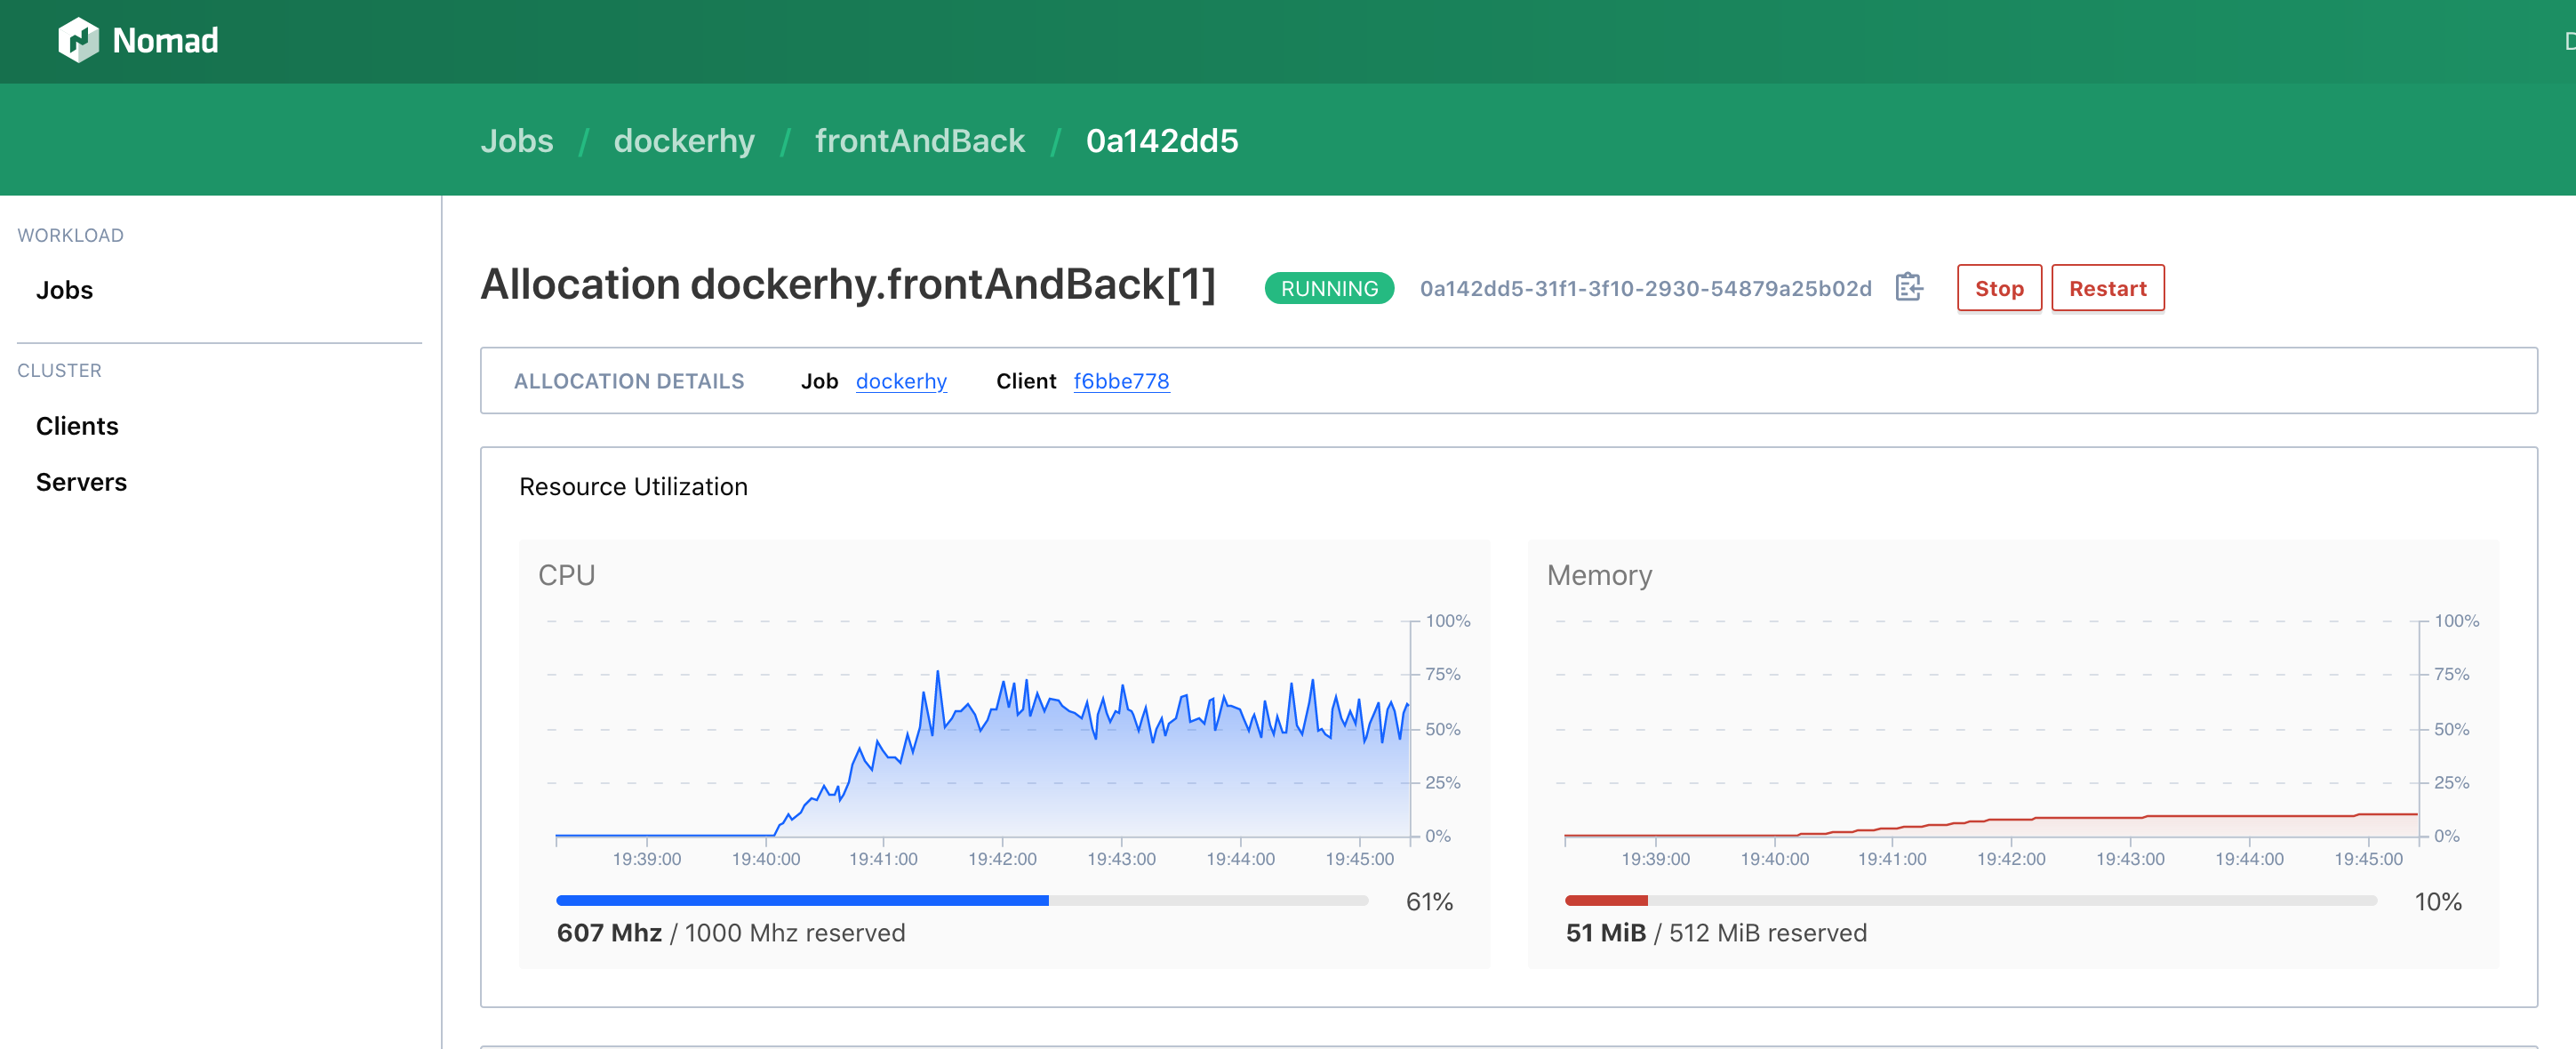 Nomad
Jobs / dockerhy / frontAndBack / 0a142dd5
WORKLOAD
Jobs
CLUSTER
Clients
Servers
Allocation dockerhy.frontAndBack[1] RUNNING 0a142dd5-31f1-3f10-2930-54879a25b02d Stop Restart
ALLOCATION DETAILS Job dockerhy Client f6bbe778
Resource Utilization
CPU
100%
75%
50%
25%
0%
19:39:00 19:40:00 19:41:00 19:42:00 19:43:00 19:44:00 19:45:00
61%
607 Mhz / 1000 Mhz reserved
Memory
100%
75%
50%
25%
0%
19:39:00 19:40:00 19:41:00 19:42:00 19:43:00 19:44:00 19:45:00
10%
51 MiB / 512 MiB reserved